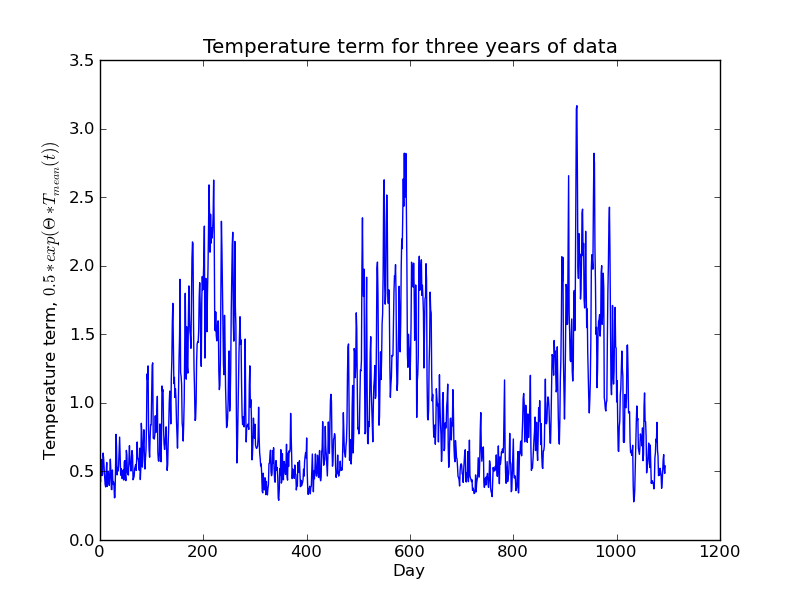 Temperature term for three years of data
Temperature term, 0.5∗exp(Θ∗T_mean(t))
3.5
3.0
2.5
2.0
1.5
1.0
0.5
0.0
0 200 400 600 800 1000 1200
Day